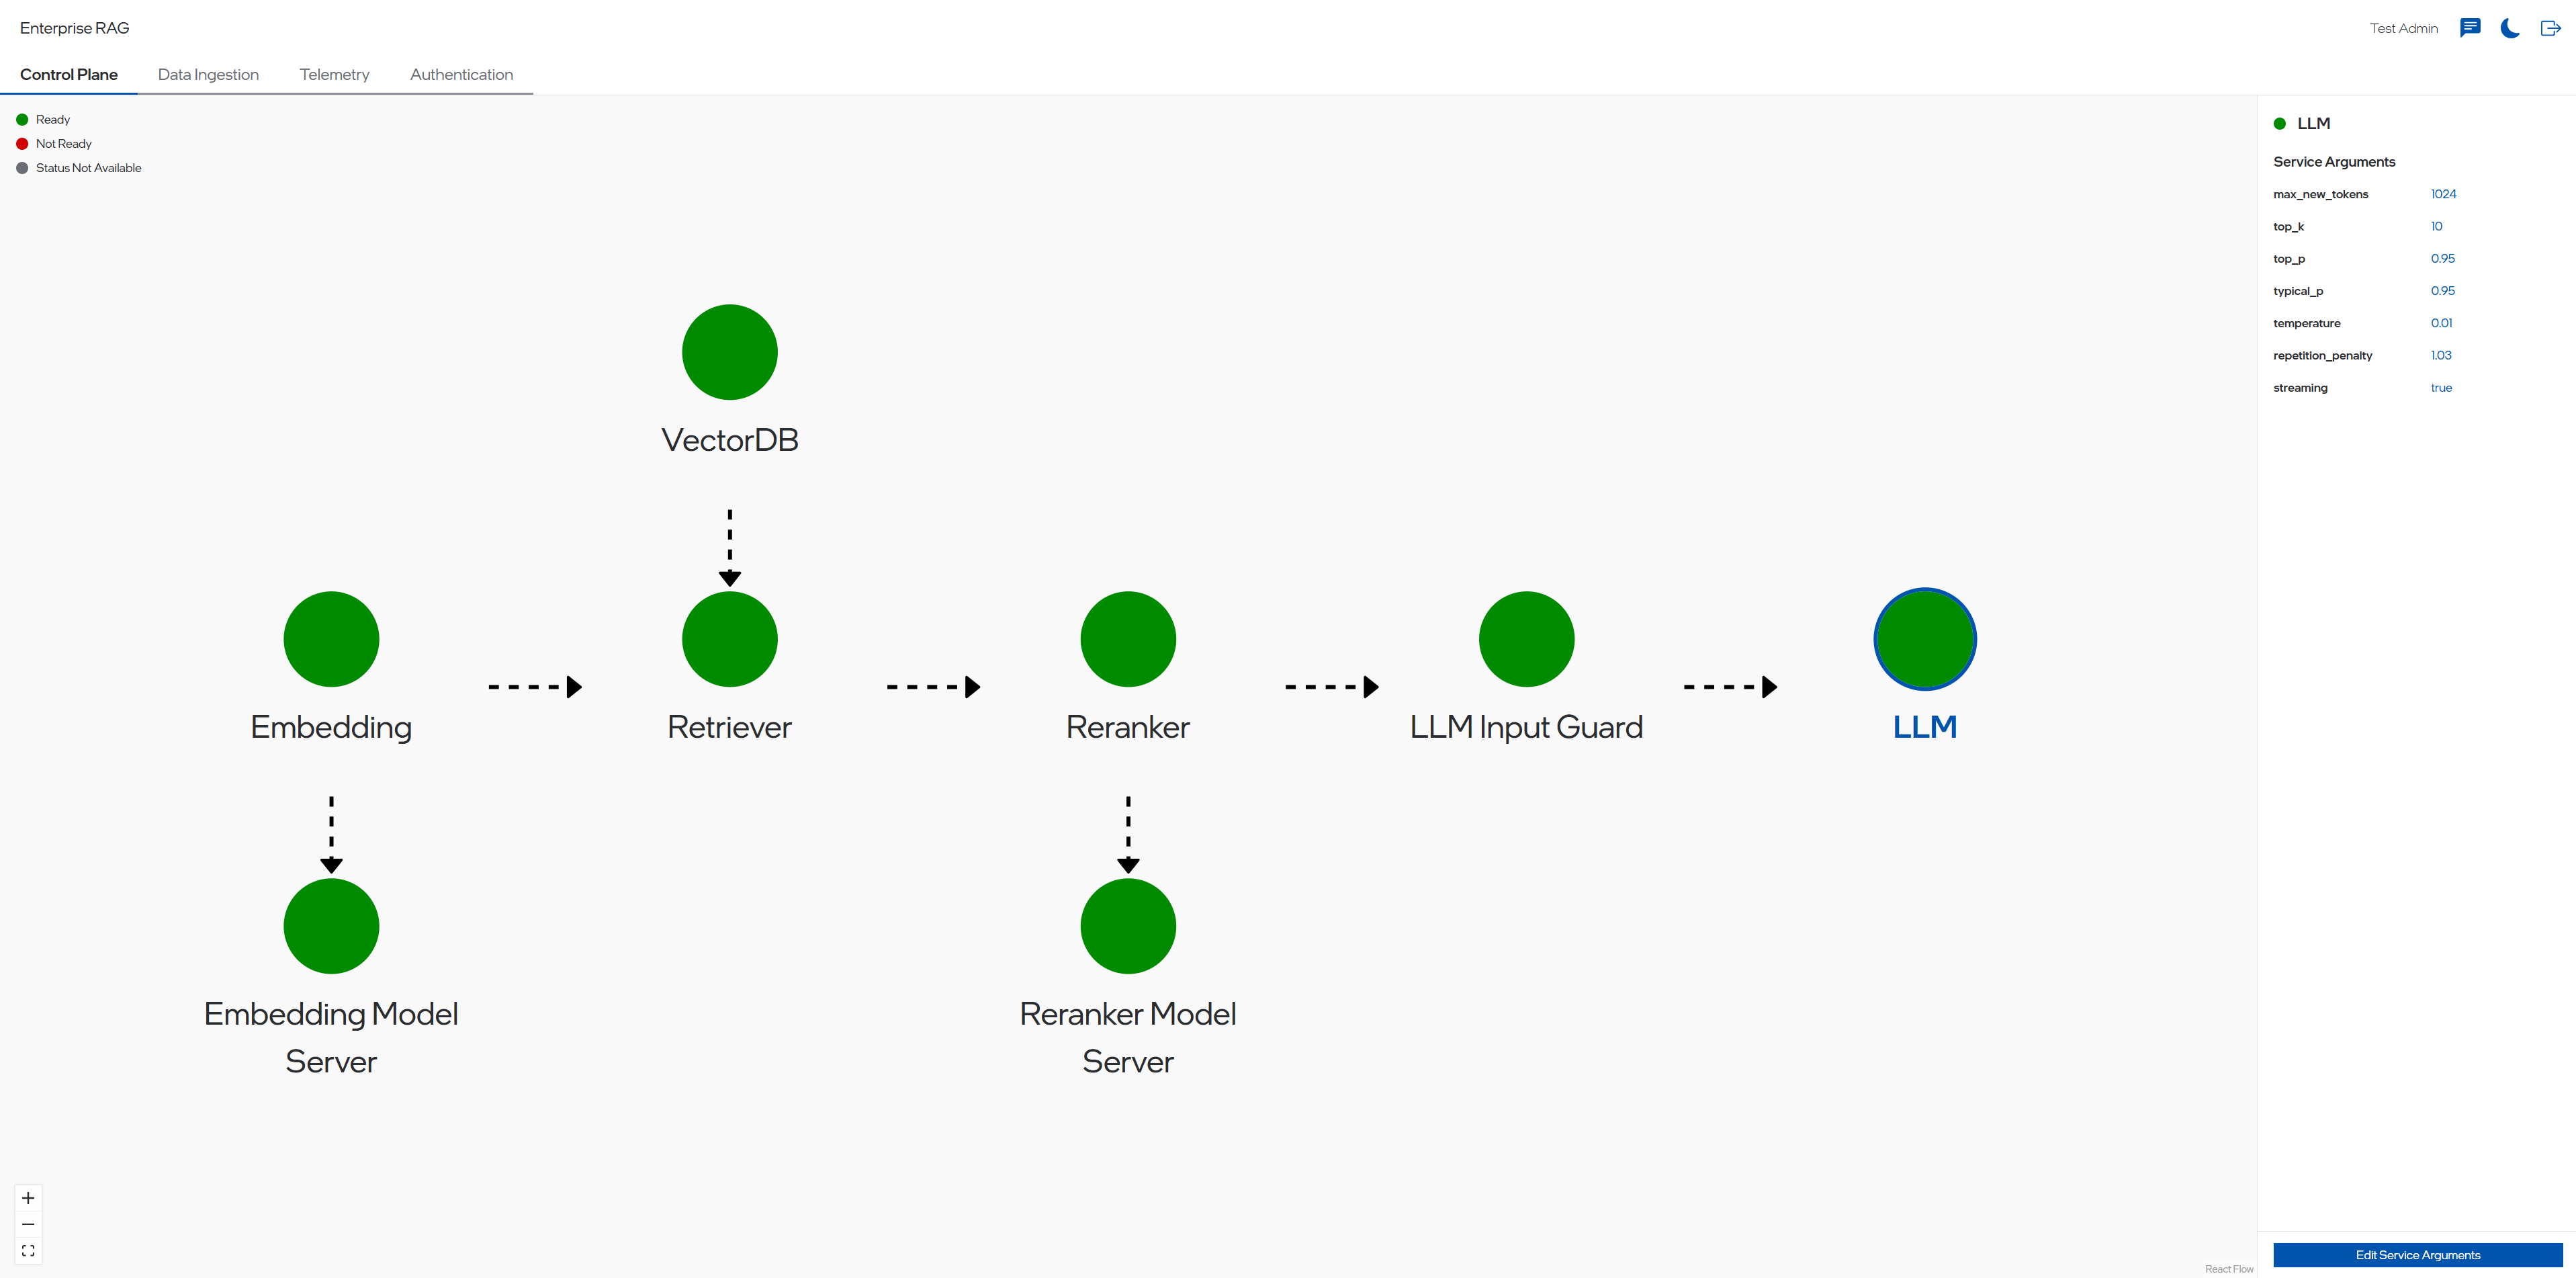 Enterprise RAG
Test Admin
Control Plane
Data Ingestion
Telemetry
Authentication
Ready
Not Ready
Status Not Available
VectorDB
Embedding
Retriever
Reranker
LLM Input Guard
LLM
Embedding Model
Server
Reranker Model
Server
React Flow
LLM
Service Arguments
max_new_tokens 1024
top_k 10
top_p 0.95
typical_p 0.95
temperature 0.01
repetition_penalty 1.03
streaming true
Edit Service Arguments